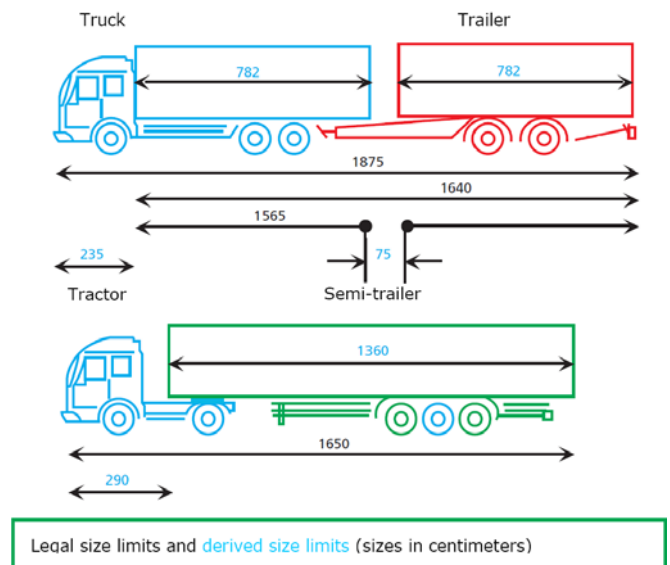 Truck Trailer
782 782
1875
1640
1565 75
235
Tractor Semi-trailer
1360
1650
290
Legal size limits and derived size limits (sizes in centimeters)